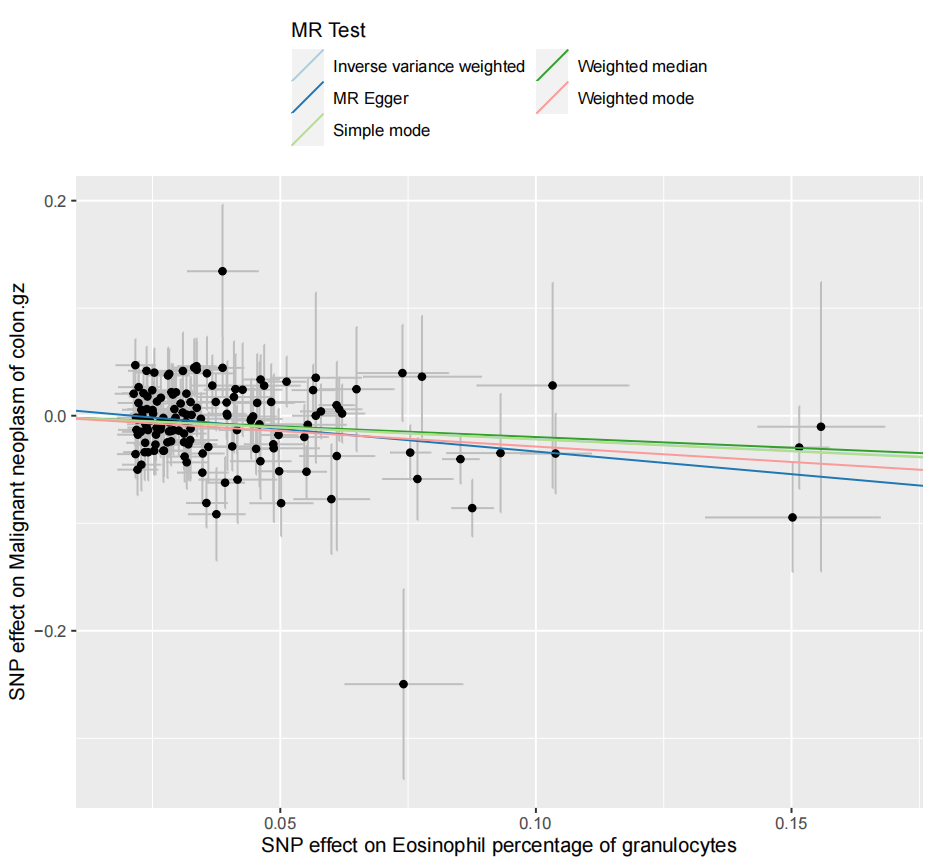 MR Test
Inverse variance weighted
Weighted median
MR Egger
Weighted mode
Simple mode
SNP effect on Malignant neoplasm of colon.gz
0.2
0.0
−0.2
0.05
0.10
0.15
SNP effect on Eosinophil percentage of granulocytes